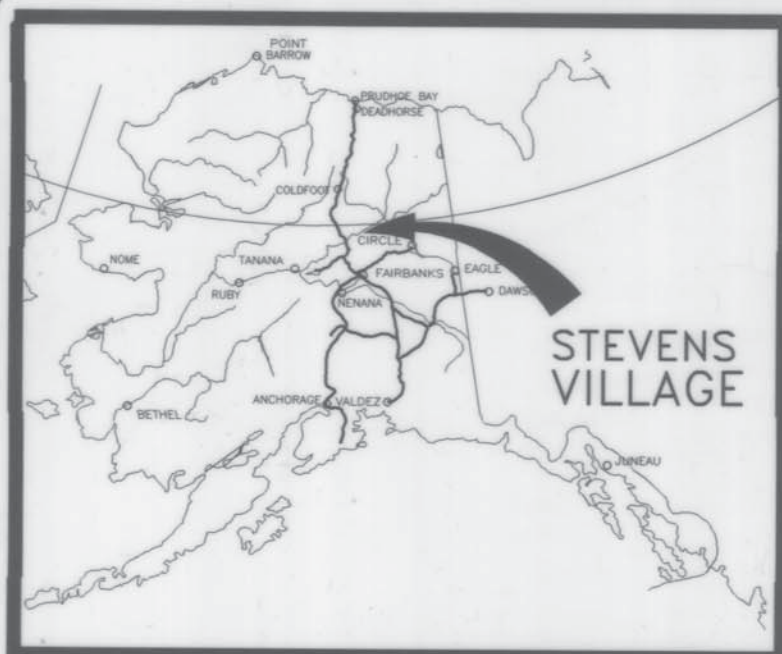 POINT
BARROW
PRUDHOE BAY
DEADHORSE
COLDFOOT
CIRCLE
NOME
TANANA
FAIRBANKS
EAGLE
RUBY
NENANA
DAWS
STEVENS
VILLAGE
ANCHORAGE
VALDEZ
BETHEL
JUNEAU